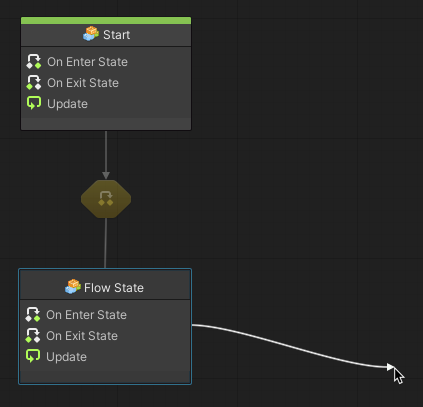 Start
On Enter State
On Exit State
Update
Flow State
On Enter State
On Exit State
Update